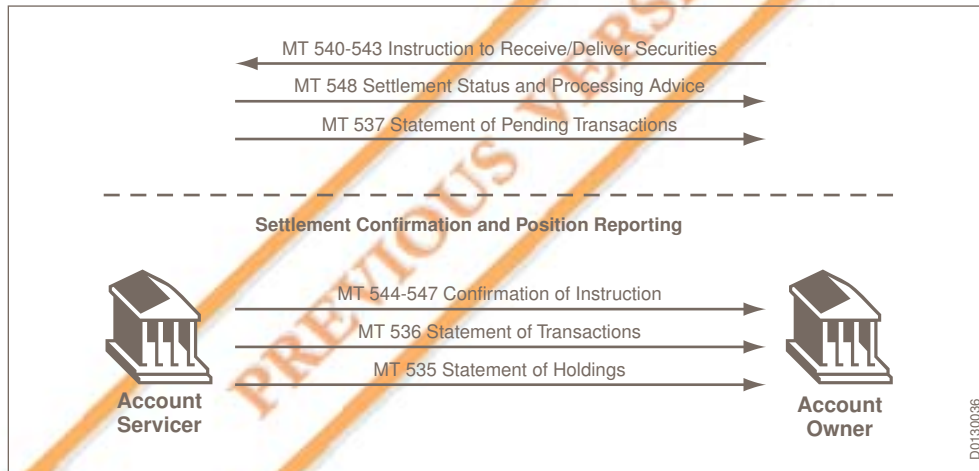 MT 540-543 Instruction to Receive/Deliver Securities
MT 548 Settlement Status and Processing Advice
MT 537 Statement of Pending Transactions
Settlement Confirmation and Position Reporting
MT 544-547 Confirmation of Instruction
MT 536 Statement of Transactions
MT 535 Statement of Holdings
Account
Servicer
Account
Owner
D0130036
PREVIOUS VERS